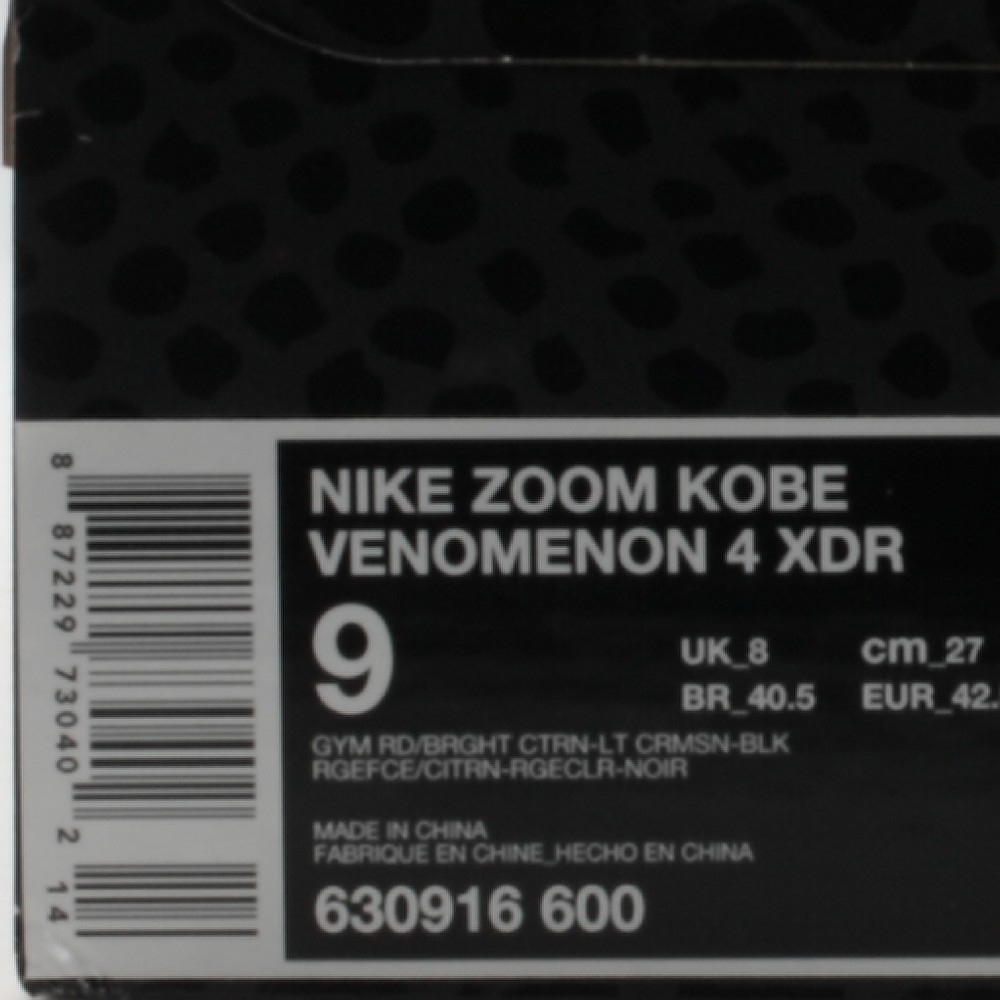 NIKE ZOOM KOBE
VENOMENON 4 XDR
9
UK_8 cm_27
BR_40.5 EUR_42.
GYM RD/BRGHT CTRN-LT CRMSN-BLK
RGEFCE/CITRN-RGECLR-NOIR
MADE IN CHINA
FABRIQUE EN CHINE_HECHO EN CHINA
630916 600
8 87229 73040 2 14